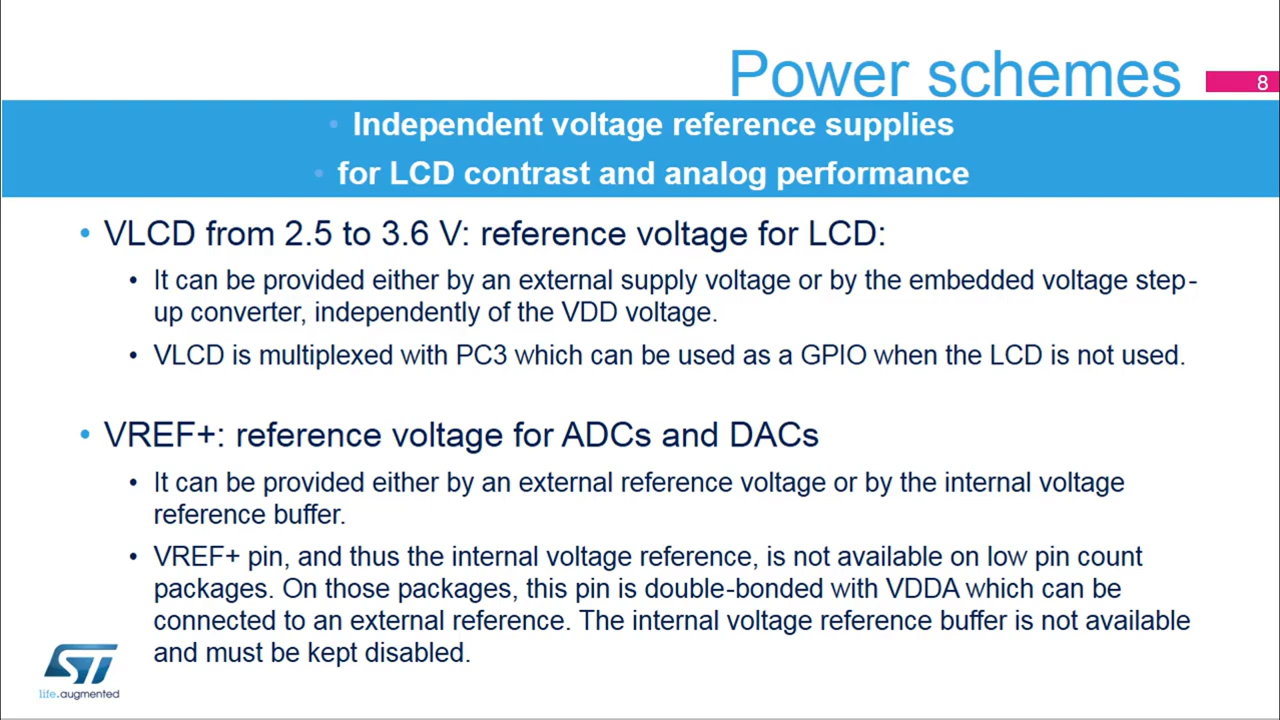 Power schemes
8
• Independent voltage reference supplies
• for LCD contrast and analog performance
• VLCD from 2.5 to 3.6 V: reference voltage for LCD:
• It can be provided either by an external supply voltage or by the embedded voltage step-
up converter, independently of the VDD voltage.
• VLCD is multiplexed with PC3 which can be used as a GPIO when the LCD is not used.
• VREF+: reference voltage for ADCs and DACs
• It can be provided either by an external reference voltage or by the internal voltage
reference buffer.
• VREF+ pin, and thus the internal voltage reference, is not available on low pin count
packages. On those packages, this pin is double-bonded with VDDA which can be
connected to an external reference. The internal voltage reference buffer is not available
and must be kept disabled.
ST
life.augmented